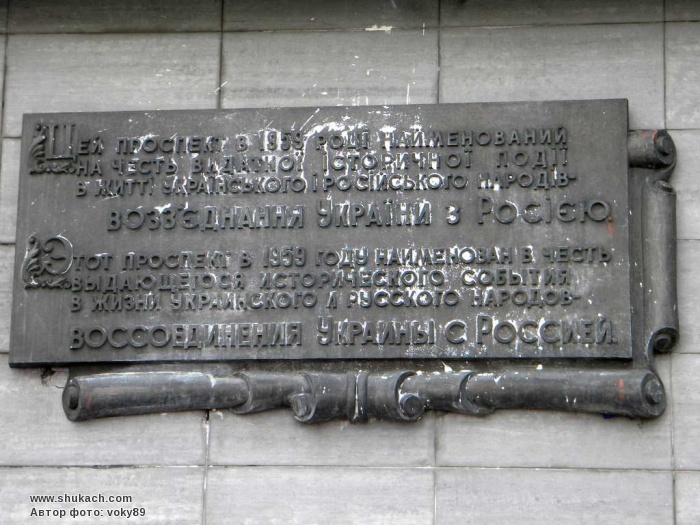 Цей проспект в 1959 році найменований
на честь видатної історичної події
в житті українського і російського народів-
возз'єднання України з Росією
Этот проспект в 1959 году наименован в честь
выдающегося исторического события
в жизни украинского и русского народов-
воссоединения Украины с Россией.
www.shukach.com
Автор фото: voky89